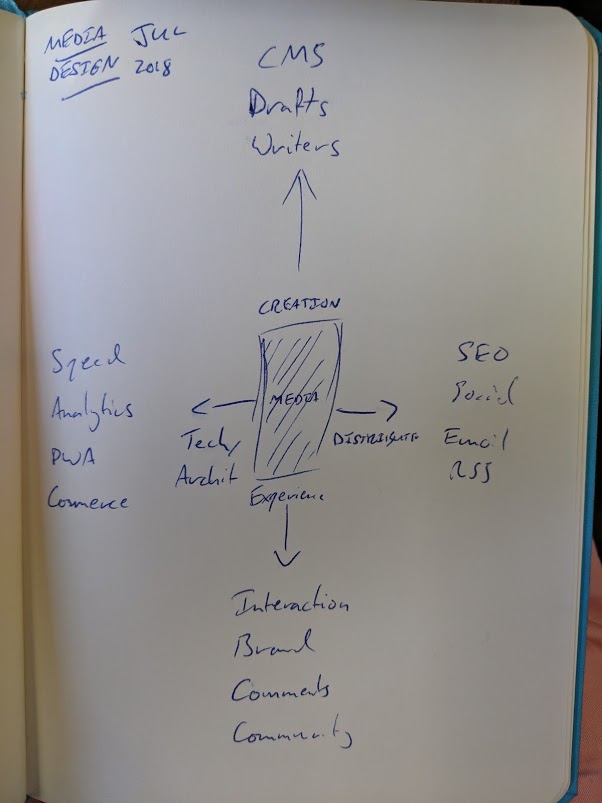 MEDIA JUL
DESIGN 2018
CMS
Drafts
Writers
CREATION
MEDIA
Speed
Analytics
PWA
Commerce
Tech/
Archit
DISTRIBUTE
SEO
Social
Email
RSS
Experience
Interaction
Brand
Comments
Community